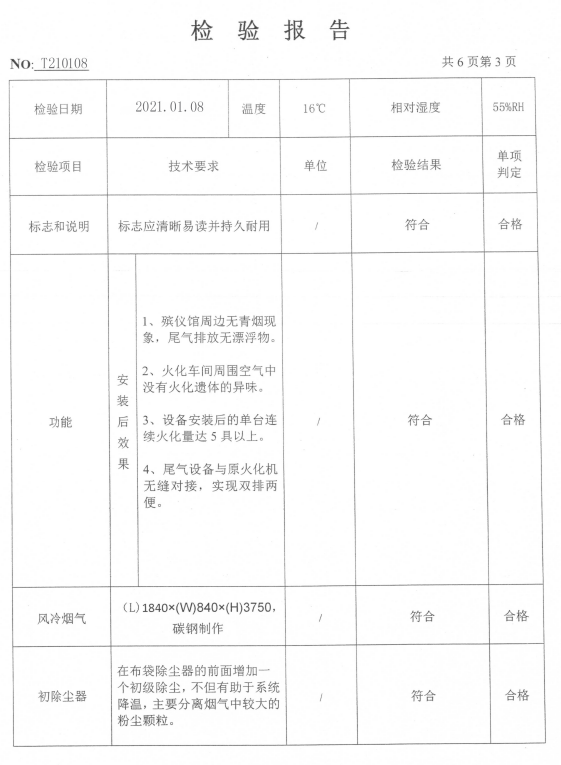 检 验 报 告
NO: T210108 共 6 页第 3 页
检验日期 2021.01.08 温度 16℃ 相对湿度 55%RH
检验项目 技术要求 单位 检验结果 单项
判定
标志和说明 标志应清晰易读并持久耐用 / 符合 合格
功能
安
装
后
效
果
1、殡仪馆周边无青烟现
象，尾气排放无漂浮物。
2、火化车间周围空气中
没有火化遗体的异味。
3、设备安装后的单台连
续火化量达 5 具以上。
4、尾气设备与原火化机
无缝对接，实现双排两
便。
/ 符合 合格
风冷烟气
（L)1840×(W)840×(H)3750，
碳钢制作
/ 符合 合格
初除尘器
在布袋除尘器的前面增加一
个初级除尘，不但有助于系统
降温，主要分离烟气中较大的
粉尘颗粒。
/ 符合 合格